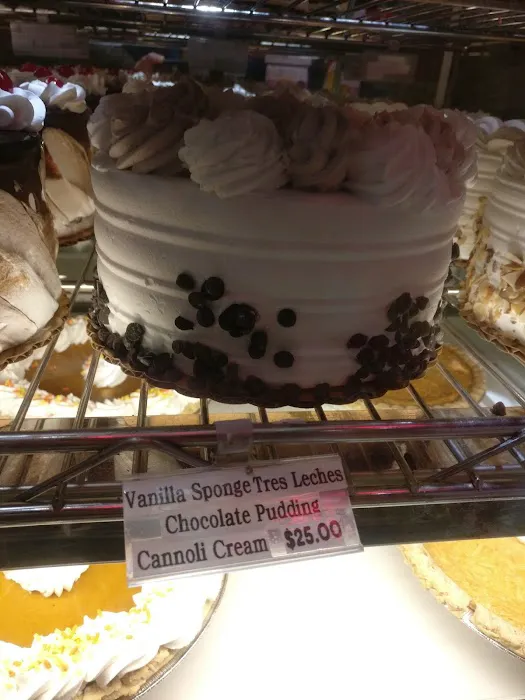 Vanilla Sponge Tres Leches
Chocolate Pudding
Cannoli Cream $25.00